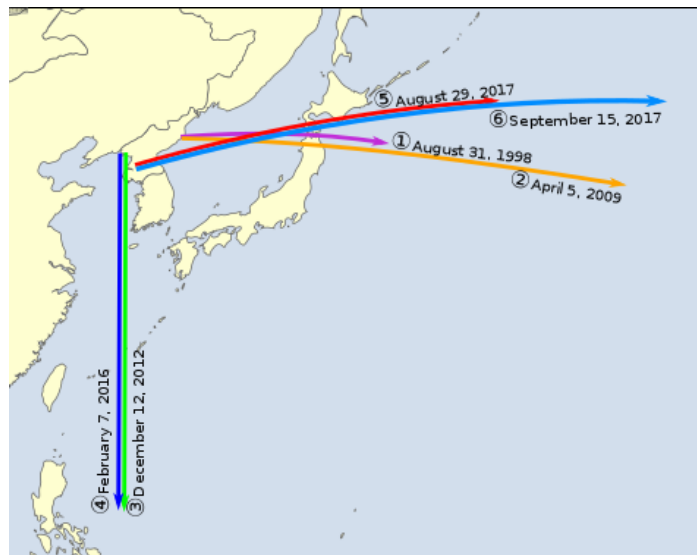 ⑤August 29, 2017
⑥September 15, 2017
①August 31, 1998
②April 5, 2009
④February 7, 2016
③December 12, 2012